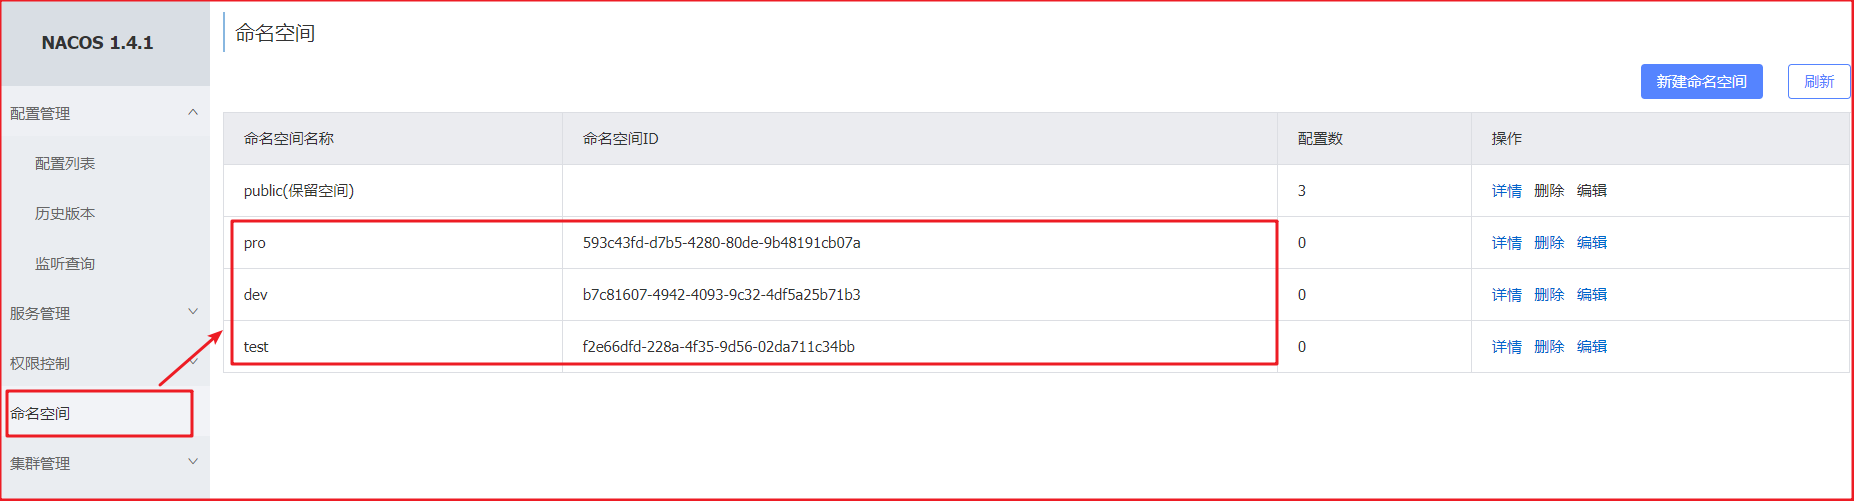 NACOS 1.4.1
配置管理
配置列表
历史版本
监听查询
服务管理
权限控制
命名空间
集群管理
命名空间
新建命名空间 刷新
命名空间名称 命名空间ID 配置数 操作
public(保留空间) 3 详情 删除 编辑
pro 593c43fd-d7b5-4280-80de-9b48191cb07a 0 详情 删除 编辑
dev b7c81607-4942-4093-9c32-4df5a25b71b3 0 详情 删除 编辑
test f2e66dfd-228a-4f35-9d56-02da711c34bb 0 详情 删除 编辑